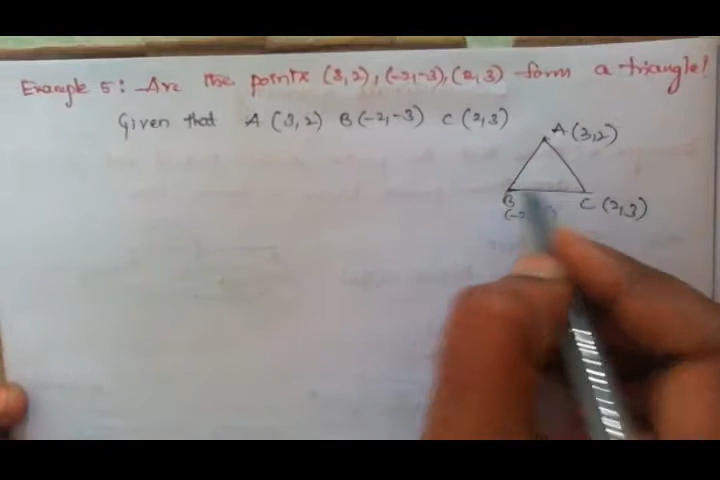 Example 5: Are the points (3,2), (-2,-3), (2,3) form a triangle?
Given that A (3,2) B (-2,-3) C (2,3)
A (3,2)
B C (2,3)
(-2